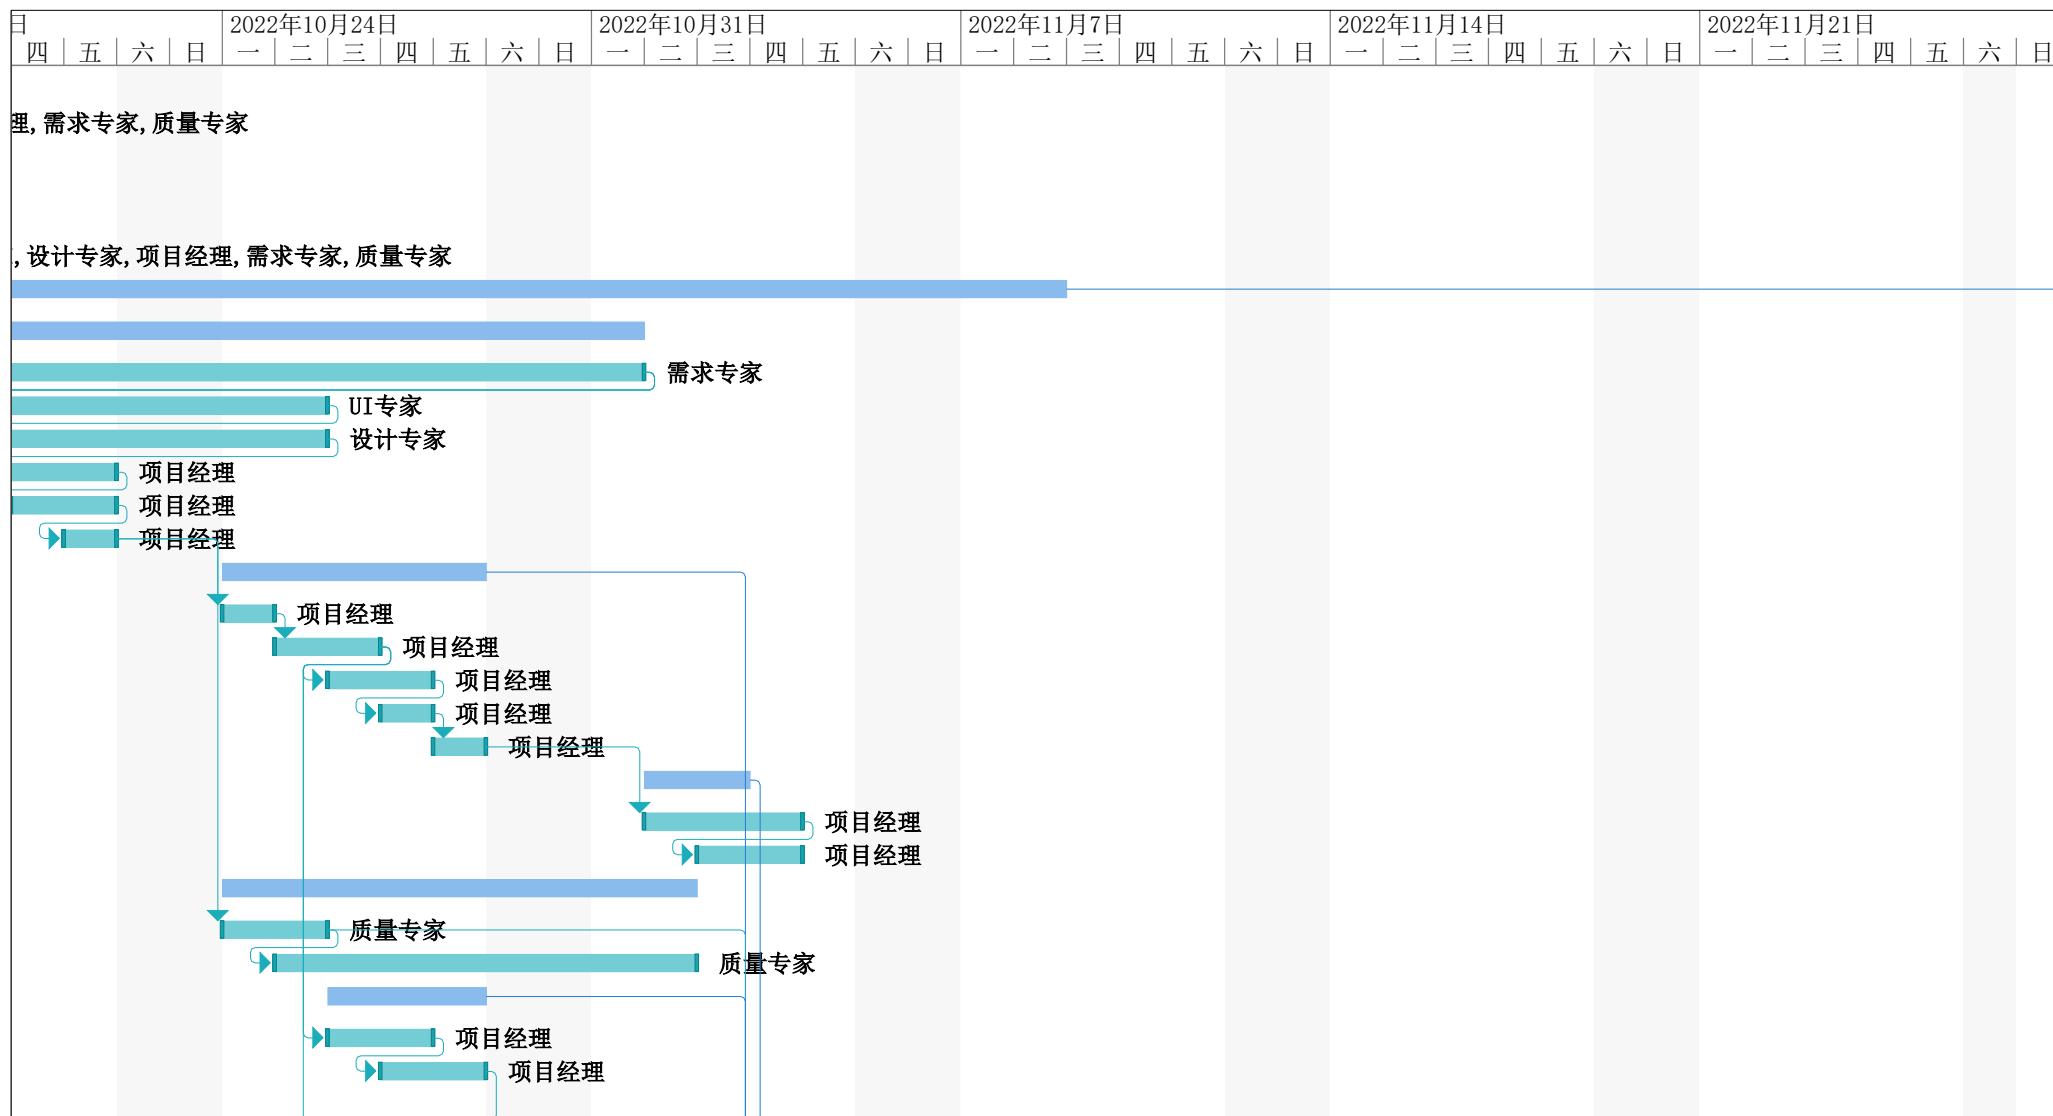 日 2022年10月24日 2022年10月31日 2022年11月7日 2022年11月14日 2022年11月21日
四 五 六 日 一 二 三 四 五 六 日 一 二 三 四 五 六 日 一 二 三 四 五 六 日 一 二 三 四 五 六 日 一 二 三 四 五 六 日
理,需求专家,质量专家
,设计专家,项目经理,需求专家,质量专家
需求专家
UI专家
设计专家
项目经理
项目经理
项目经理
项目经理
项目经理
项目经理
项目经理
项目经理
项目经理
项目经理
质量专家
质量专家
项目经理
项目经理